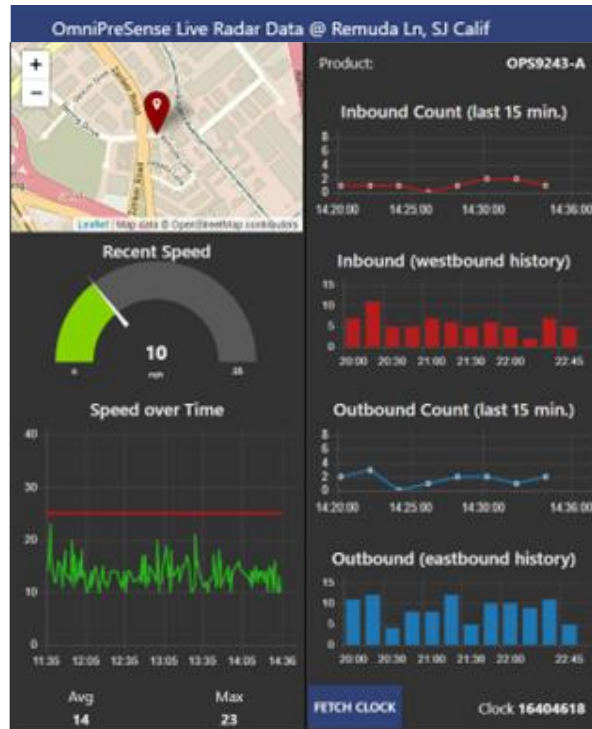 OmniPreSense Live Radar Data @ Remuda Ln, SJ Calif
+
−
Leaflet | Map data © OpenStreetMap contributors
Product: OPS9243-A
Inbound Count (last 15 min.)
8
6
4
2
0
14:20:00 14:25:00 14:30:00 14:36:00
Recent Speed
10
mph
0
Inbound (westbound history)
15
10
5
0
20:00 20:30 21:00 21:30 22:00 22:45
Speed over Time
40
30
20
10
0
11:35 12:05 12:35 13:05 13:35 14:05 14:36
Avg Max
14 23
Outbound Count (last 15 min.)
8
6
4
2
0
14:20:00 14:25:00 14:30:00 14:36:00
Outbound (eastbound history)
15
10
5
0
20:00 20:30 21:00 21:30 22:00 22:45
FETCH CLOCK
Clock 16404618